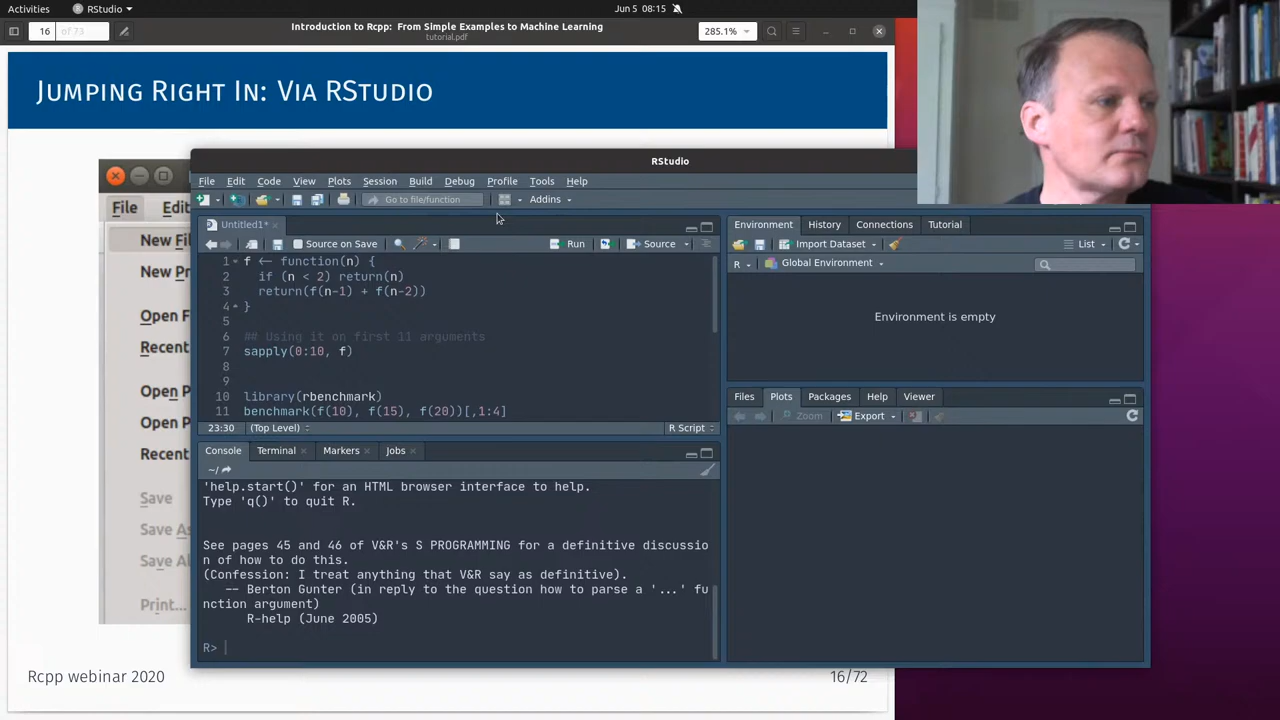 Activities
RStudio
Jun 5 08:15
16
of 73
Introduction to Rcpp: From Simple Examples to Machine Learning
tutorial.pdf
285.1%
Jumping Right In: Via RStudio
File
Edi
New Fil
New Pr
Open F
Recent
Open P
Open P
Recent
Save
Save As
Save Al
Print...
RStudio
File Edit Code View Plots Session Build Debug Profile Tools Help
Go to file/function
Addins
Untitled1*
Source on Save
Run
Source
1 f <- function(n) {
2 if (n < 2) return(n)
3 return(f(n-1) + f(n-2))
4 }
5
6 ## Using it on first 11 arguments
7 sapply(0:10, f)
8
9
10 library(rbenchmark)
11 benchmark(f(10), f(15), f(20))[,1:4]
23:30 (Top Level) R Script
Console Terminal Markers Jobs
~/
'help.start()' for an HTML browser interface to help.
Type 'q()' to quit R.
See pages 45 and 46 of V&R's S PROGRAMMING for a definitive discussio
n of how to do this.
(Confession: I treat anything that V&R say as definitive).
-- Berton Gunter (in reply to the question how to parse a '...' fu
nction argument)
R-help (June 2005)
R>
Environment History Connections Tutorial
Import Dataset
List
R Global Environment
Environment is empty
Files Plots Packages Help Viewer
Zoom Export
Rcpp webinar 2020
16/72